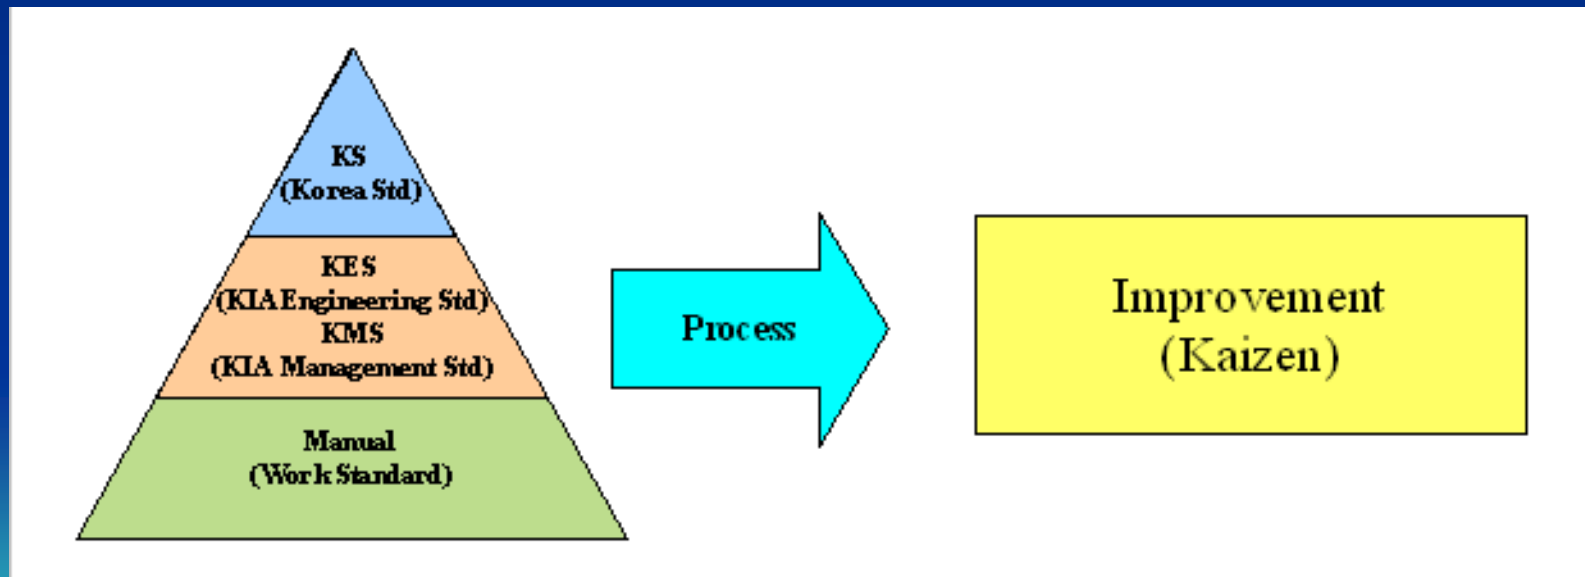 KS
(Korea Std)
KES
(KIA Engineering Std)
KMS
(KIA Management Std)
Manual
(Work Standard)
Process
Improvement
(Kaizen)